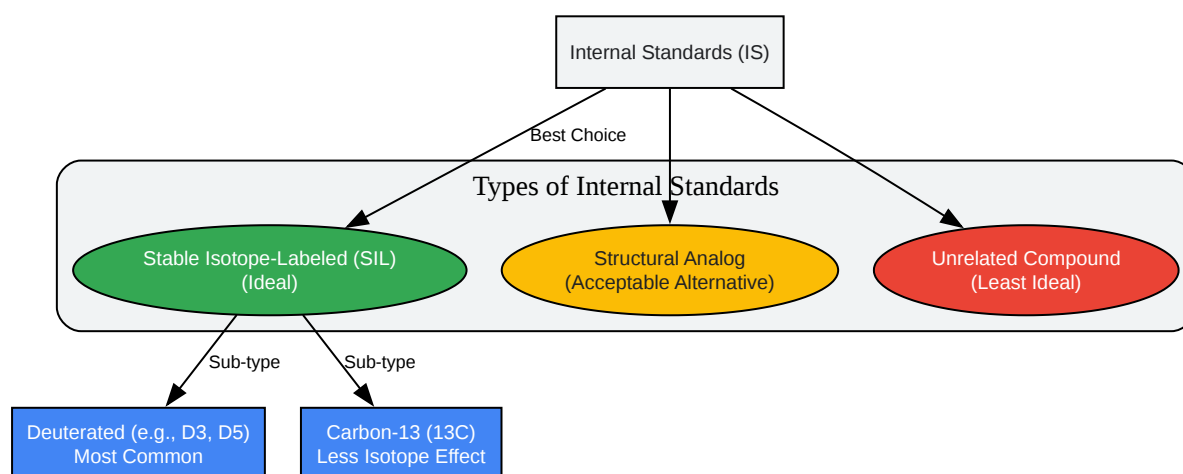 Internal Standards (IS)
Best Choice
Types of Internal Standards
Stable Isotope-Labeled (SIL)
(Ideal)
Structural Analog
(Acceptable Alternative)
Unrelated Compound
(Least Ideal)
Sub-type
Sub-type
Deuterated (e.g., D3, D5)
Most Common
Carbon-13 (13C)
Less Isotope Effect